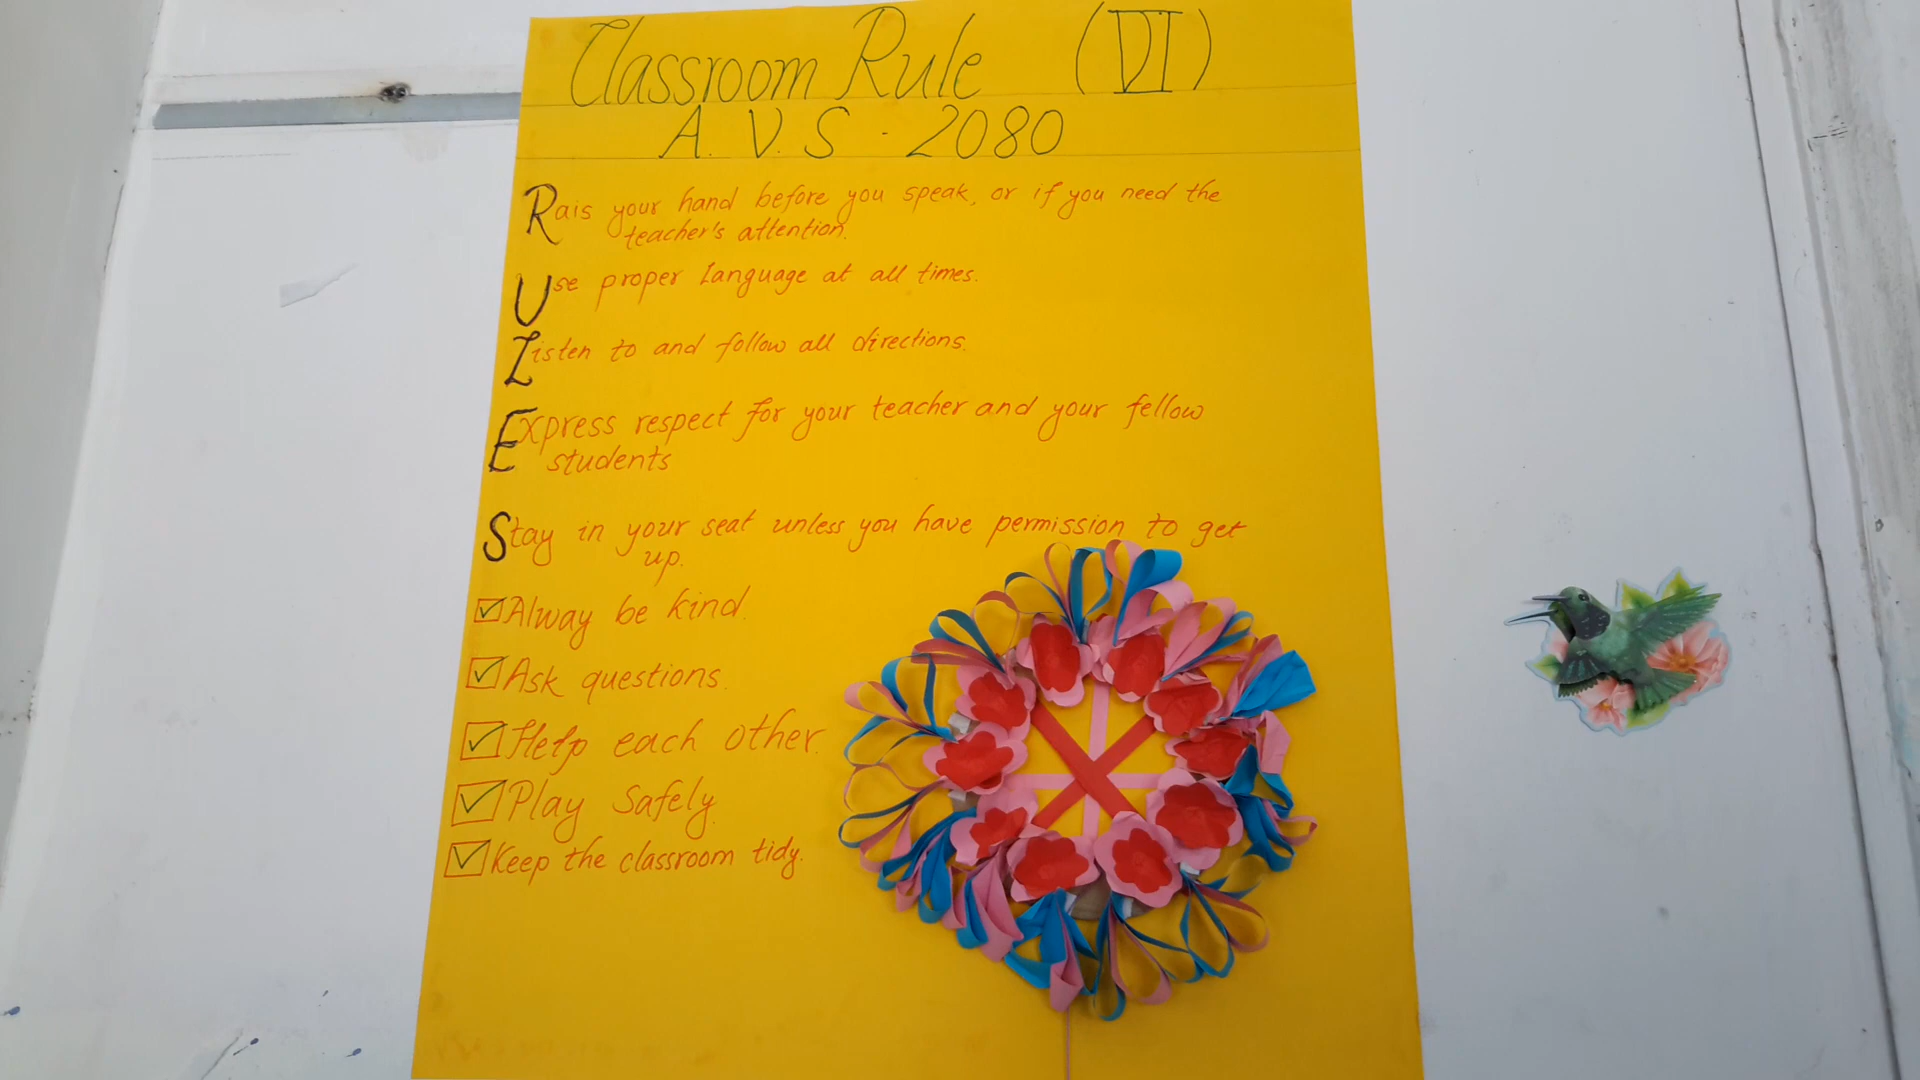 Classroom Rule (VI)
A.V.S. 2080
Rais your hand before you speak, or if you need the
teacher's attention.
Use proper language at all times.
Listen to and follow all directions.
Express respect for your teacher and your fellow
students
Stay in your seat unless you have permission to get
up.
Alway be kind.
Ask questions.
Help each other.
Play Safely.
Keep the classroom tidy.